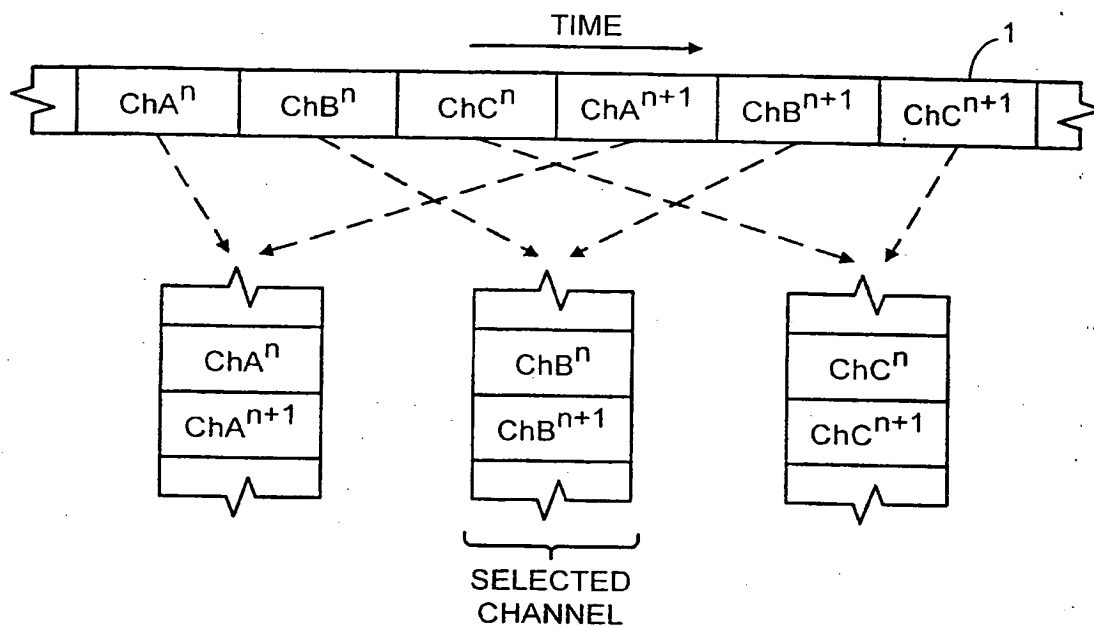 TIME
1
ChA^n ChB^n ChC^n ChA^n+1 ChB^n+1 ChC^n+1
ChA^n ChB^n ChC^n
ChA^n+1 ChB^n+1 ChC^n+1
SELECTED
CHANNEL